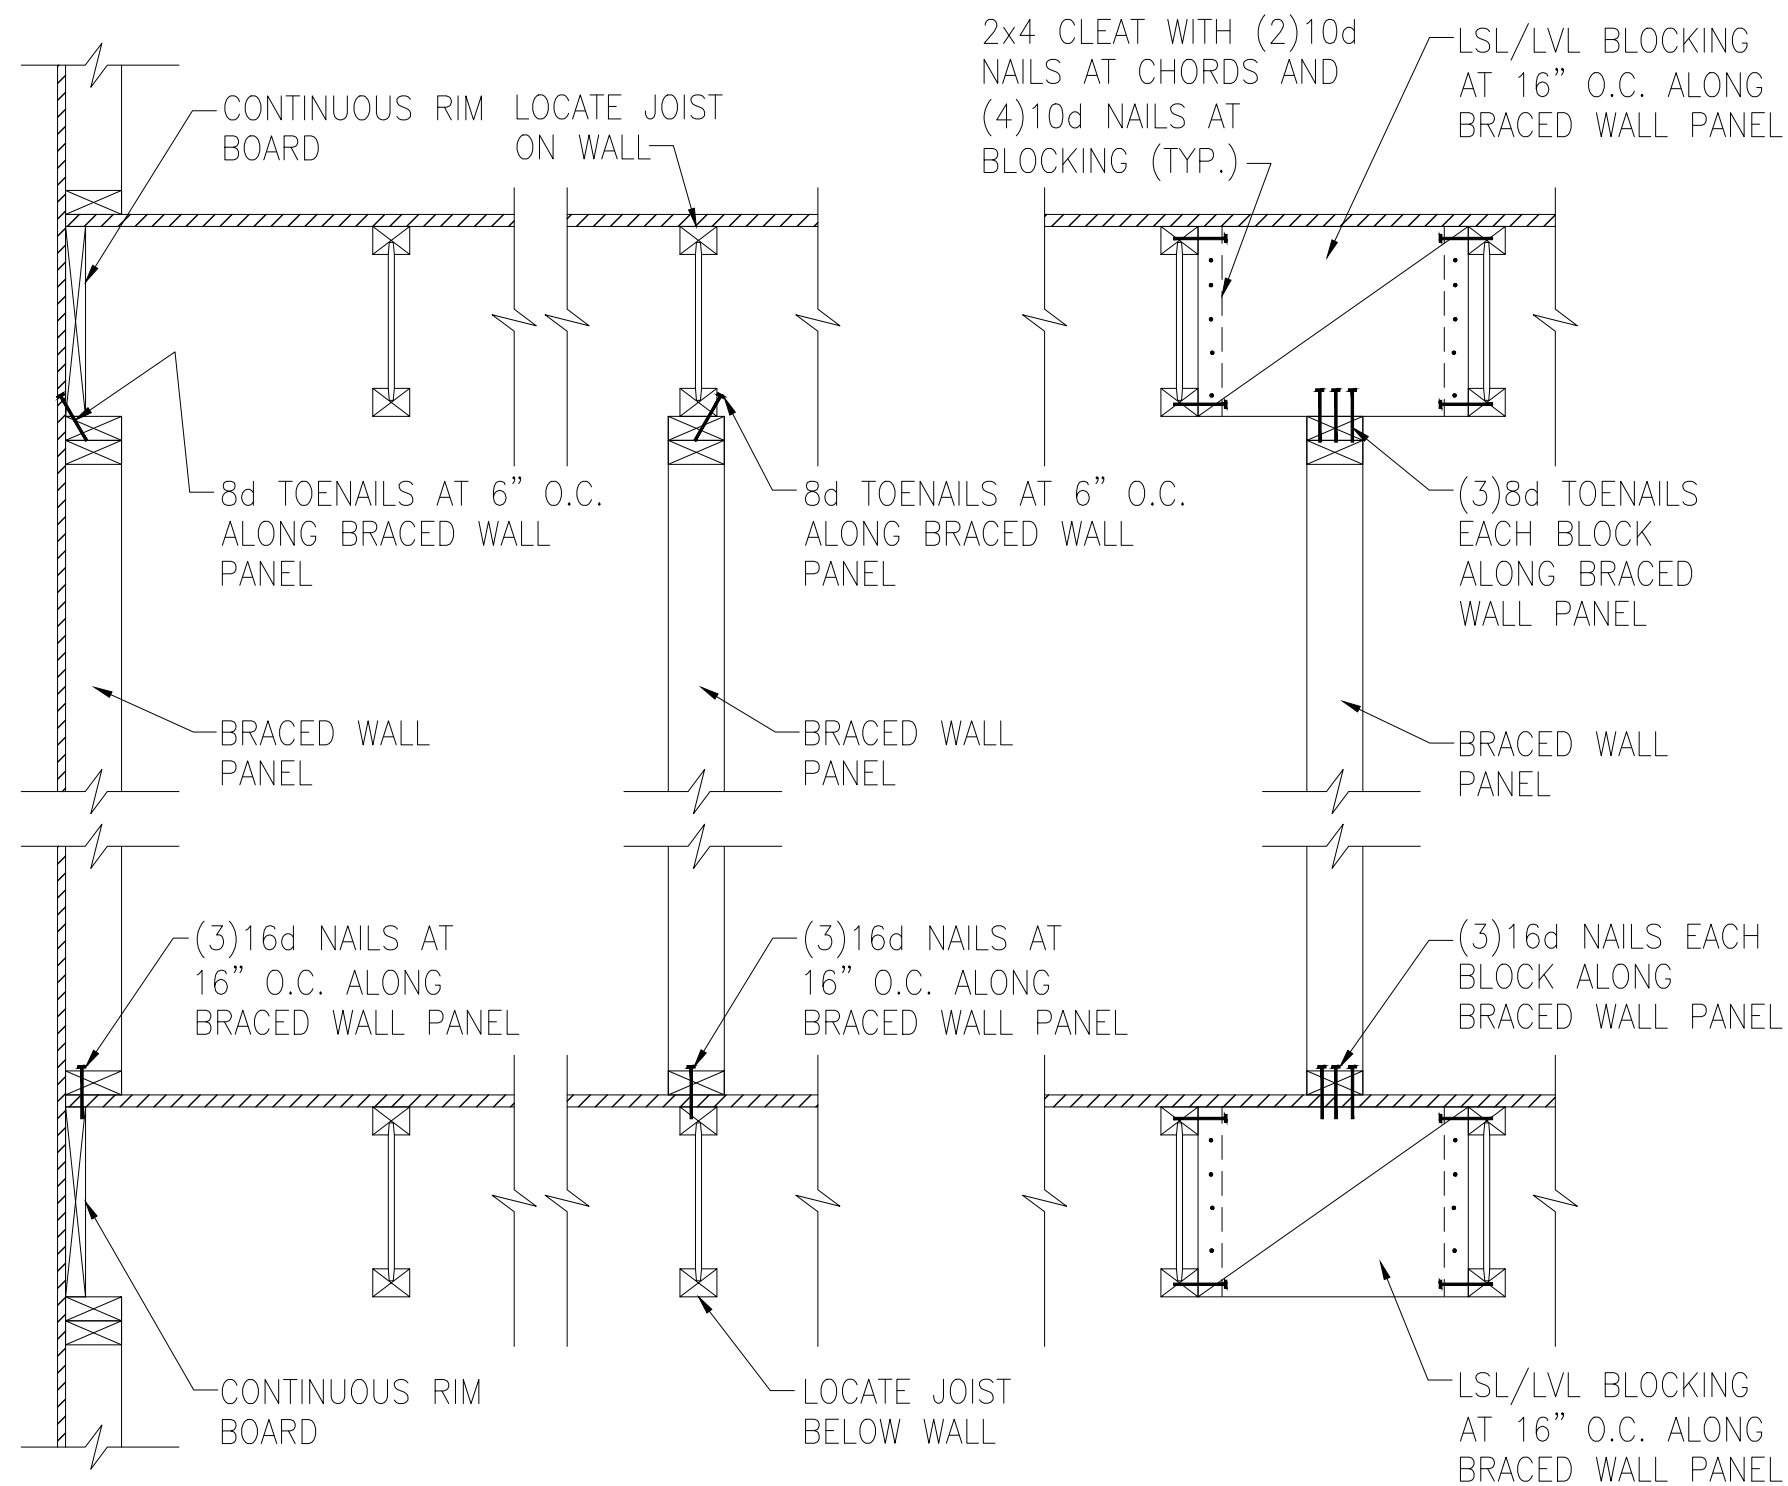 CONTINUOUS RIM
BOARD
LOCATE JOIST
ON WALL
2x4 CLEAT WITH (2)10d
NAILS AT CHORDS AND
(4)10d NAILS AT
BLOCKING (TYP.)
LSL/LVL BLOCKING
AT 16” O.C. ALONG
BRACED WALL PANEL
8d TOENAILS AT 6” O.C.
ALONG BRACED WALL
PANEL
8d TOENAILS AT 6” O.C.
ALONG BRACED WALL
PANEL
(3)8d TOENAILS
EACH BLOCK
ALONG BRACED
WALL PANEL
BRACED WALL
PANEL
BRACED WALL
PANEL
BRACED WALL
PANEL
(3)16d NAILS AT
16” O.C. ALONG
BRACED WALL PANEL
(3)16d NAILS AT
16” O.C. ALONG
BRACED WALL PANEL
(3)16d NAILS EACH
BLOCK ALONG
BRACED WALL PANEL
CONTINUOUS RIM
BOARD
LOCATE JOIST
BELOW WALL
LSL/LVL BLOCKING
AT 16” O.C. ALONG
BRACED WALL PANEL